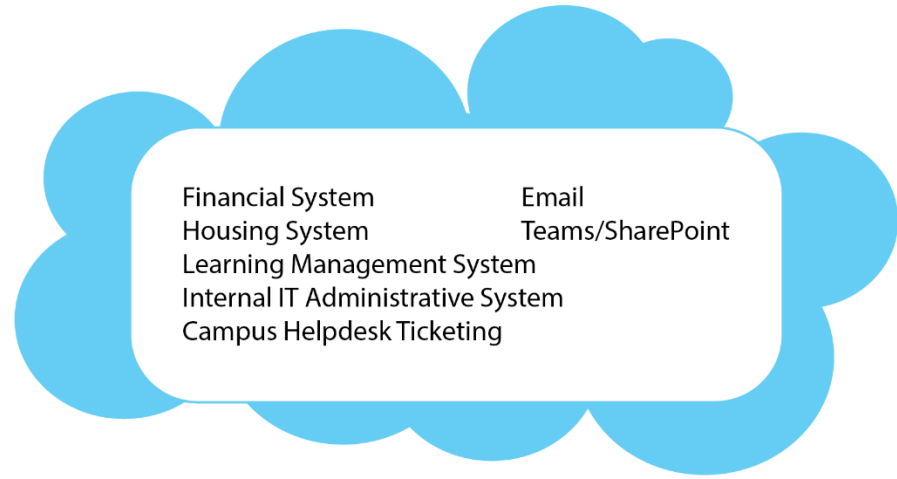 Financial System
Housing System
Learning Management System
Internal IT Administrative System
Campus Helpdesk Ticketing
Email
Teams/SharePoint